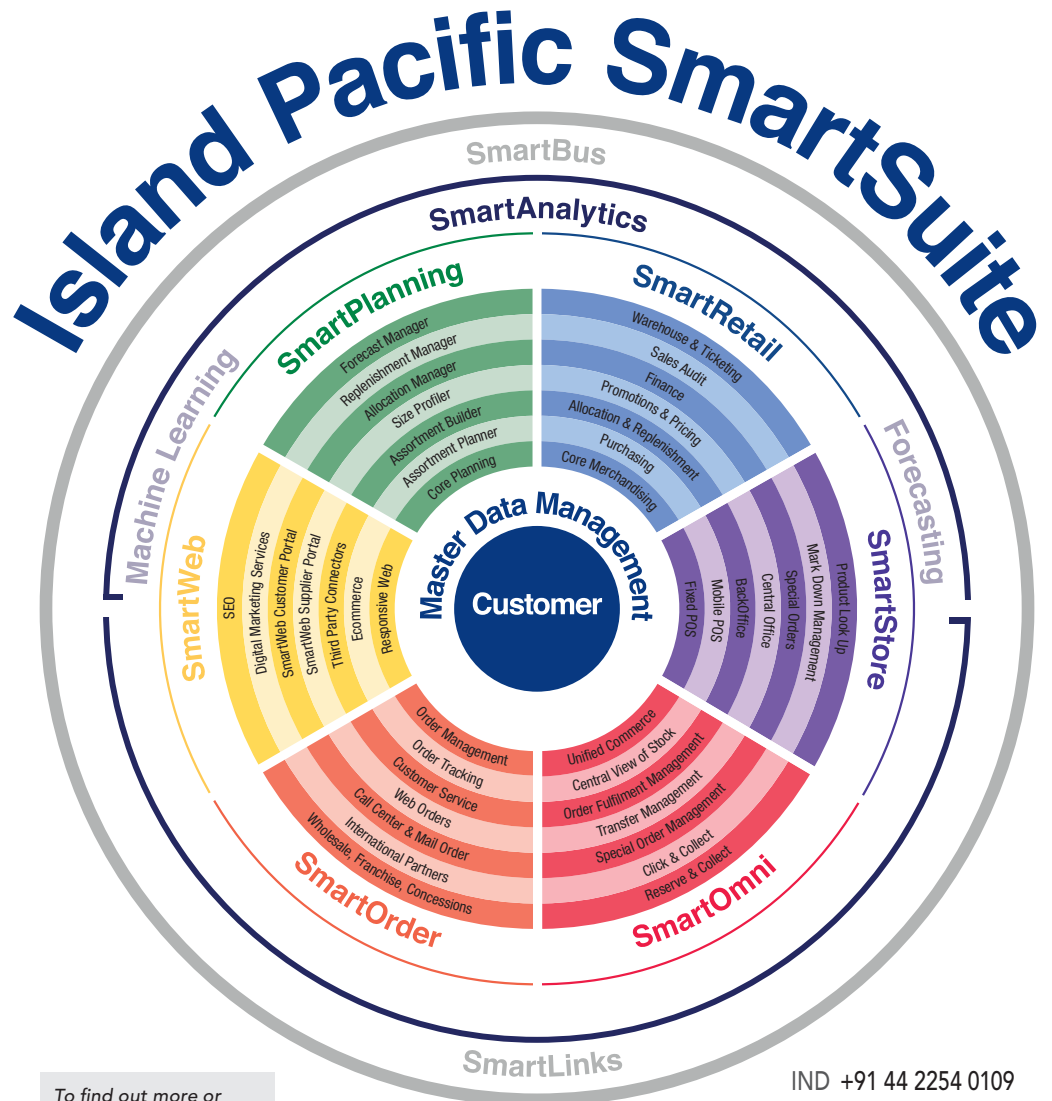 Island Pacific SmartSuite
SmartBus
SmartAnalytics
Machine Learning
Forecasting
SmartPlanning
Forecast Manager
Replenishment Manager
Allocation Manager
Size Profiler
Assortment Builder
Assortment Planner
Core Planning
SmartRetail
Warehouse & Ticketing
Sales Audit
Finance
Promotions & Pricing
Allocation & Replenishment
Purchasing
Core Merchandising
SmartWeb
SEO
Digital Marketing Services
SmartWeb Customer Portal
SmartWeb Supplier Portal
Third Party Connectors
Ecommerce
Responsive Web
Master Data Management
Customer
Fixed POS
Mobile POS
BackOffice
Central Office
Special Orders
Mark Down Management
Product Look Up
SmartStore
Order Management
Order Tracking
Customer Service
Web Orders
Call Center & Mail Order
International Partners
Wholesale, Franchise, Concessions
SmartOrder
Unified Commerce
Central View of Stock
Order Fulfilment Management
Transfer Management
Special Order Management
Click & Collect
Reserve & Collect
SmartOmni
SmartLinks
To find out more or
IND +91 44 2254 0109